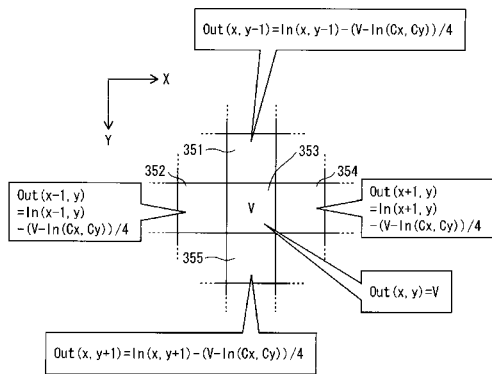 Out(x, y-1)=In(x, y-1)-(V-In(Cx, Cy))/4
X
Y
351
352
353
354
Out(x-1, y)
=In(x-1, y)
-(V-In(Cx, Cy))/4
V
Out(x+1, y)
=In(x+1, y)
-(V-In(Cx, Cy))/4
355
Out(x, y)=V
Out(x, y+1)=In(x, y+1)-(V-In(Cx, Cy))/4